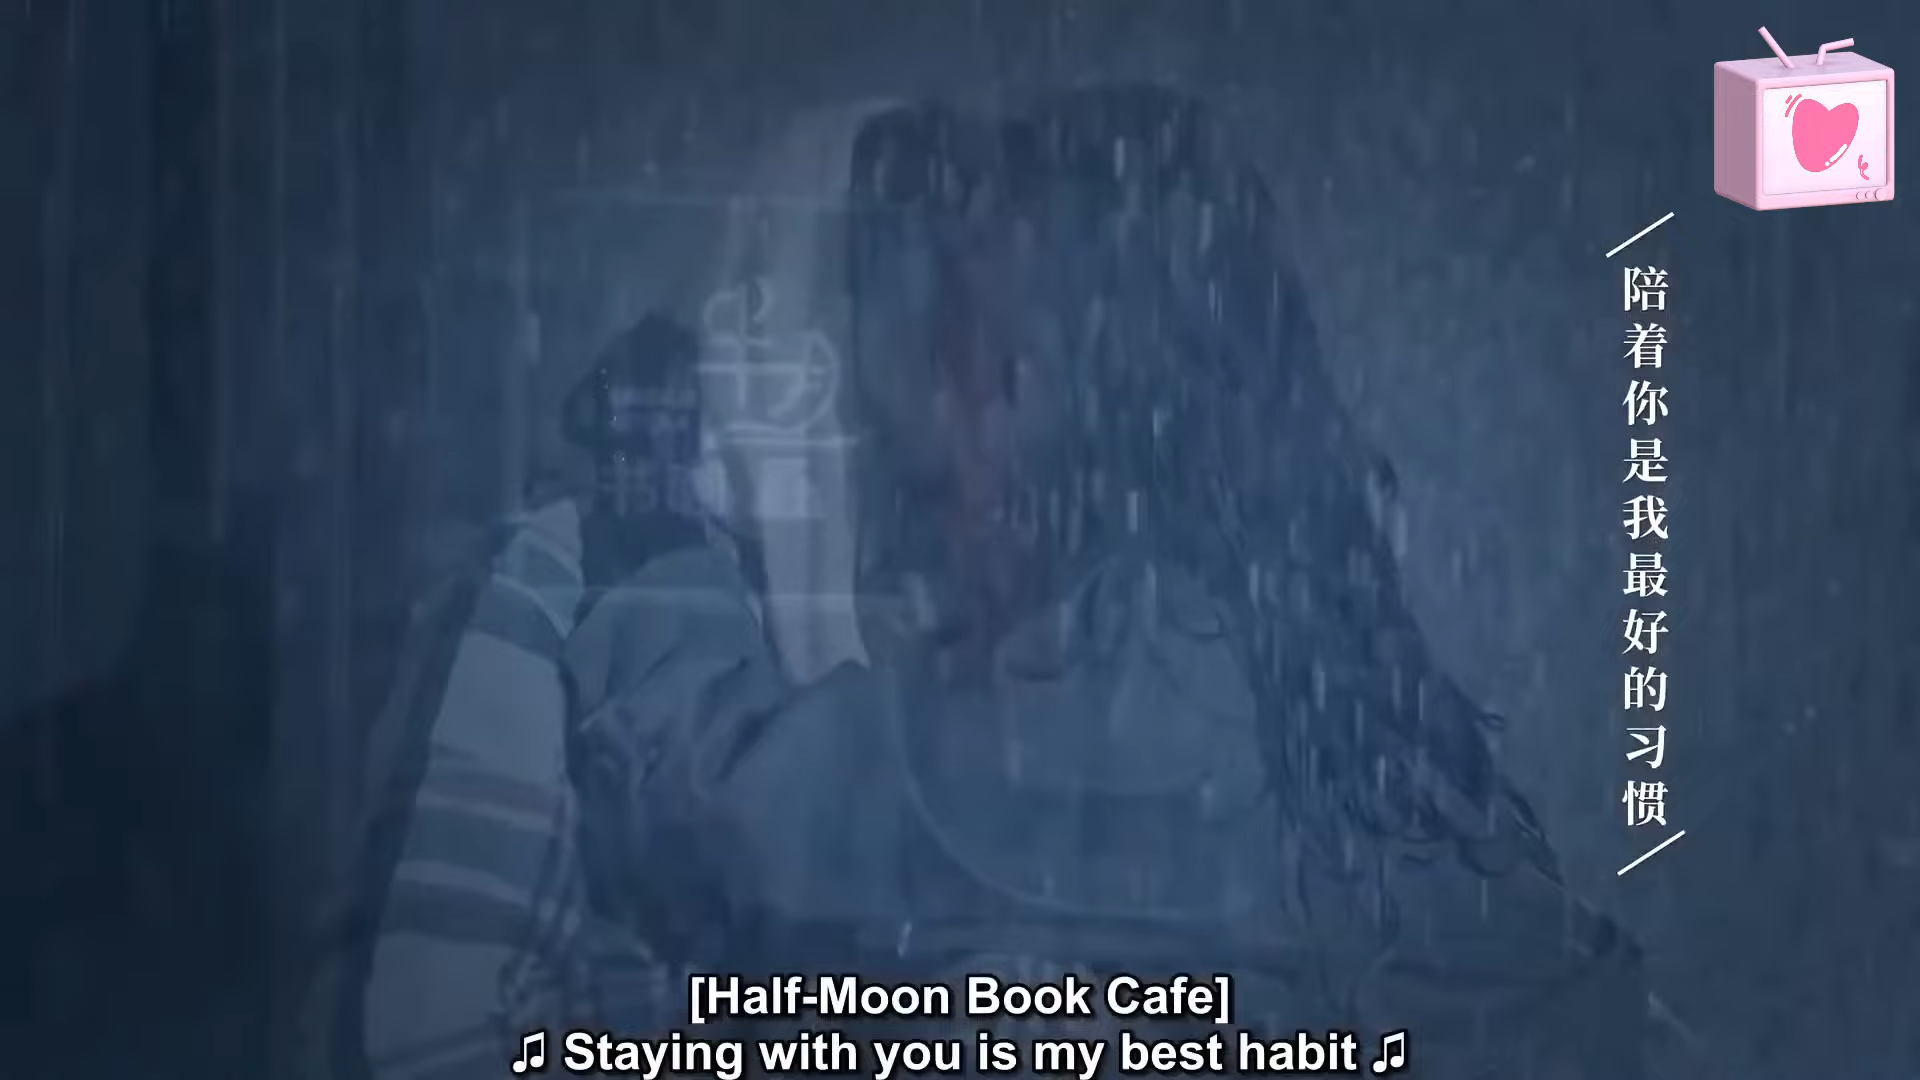 陪着你是我最好的习惯
[Half-Moon Book Cafe]
♫ Staying with you is my best habit ♫